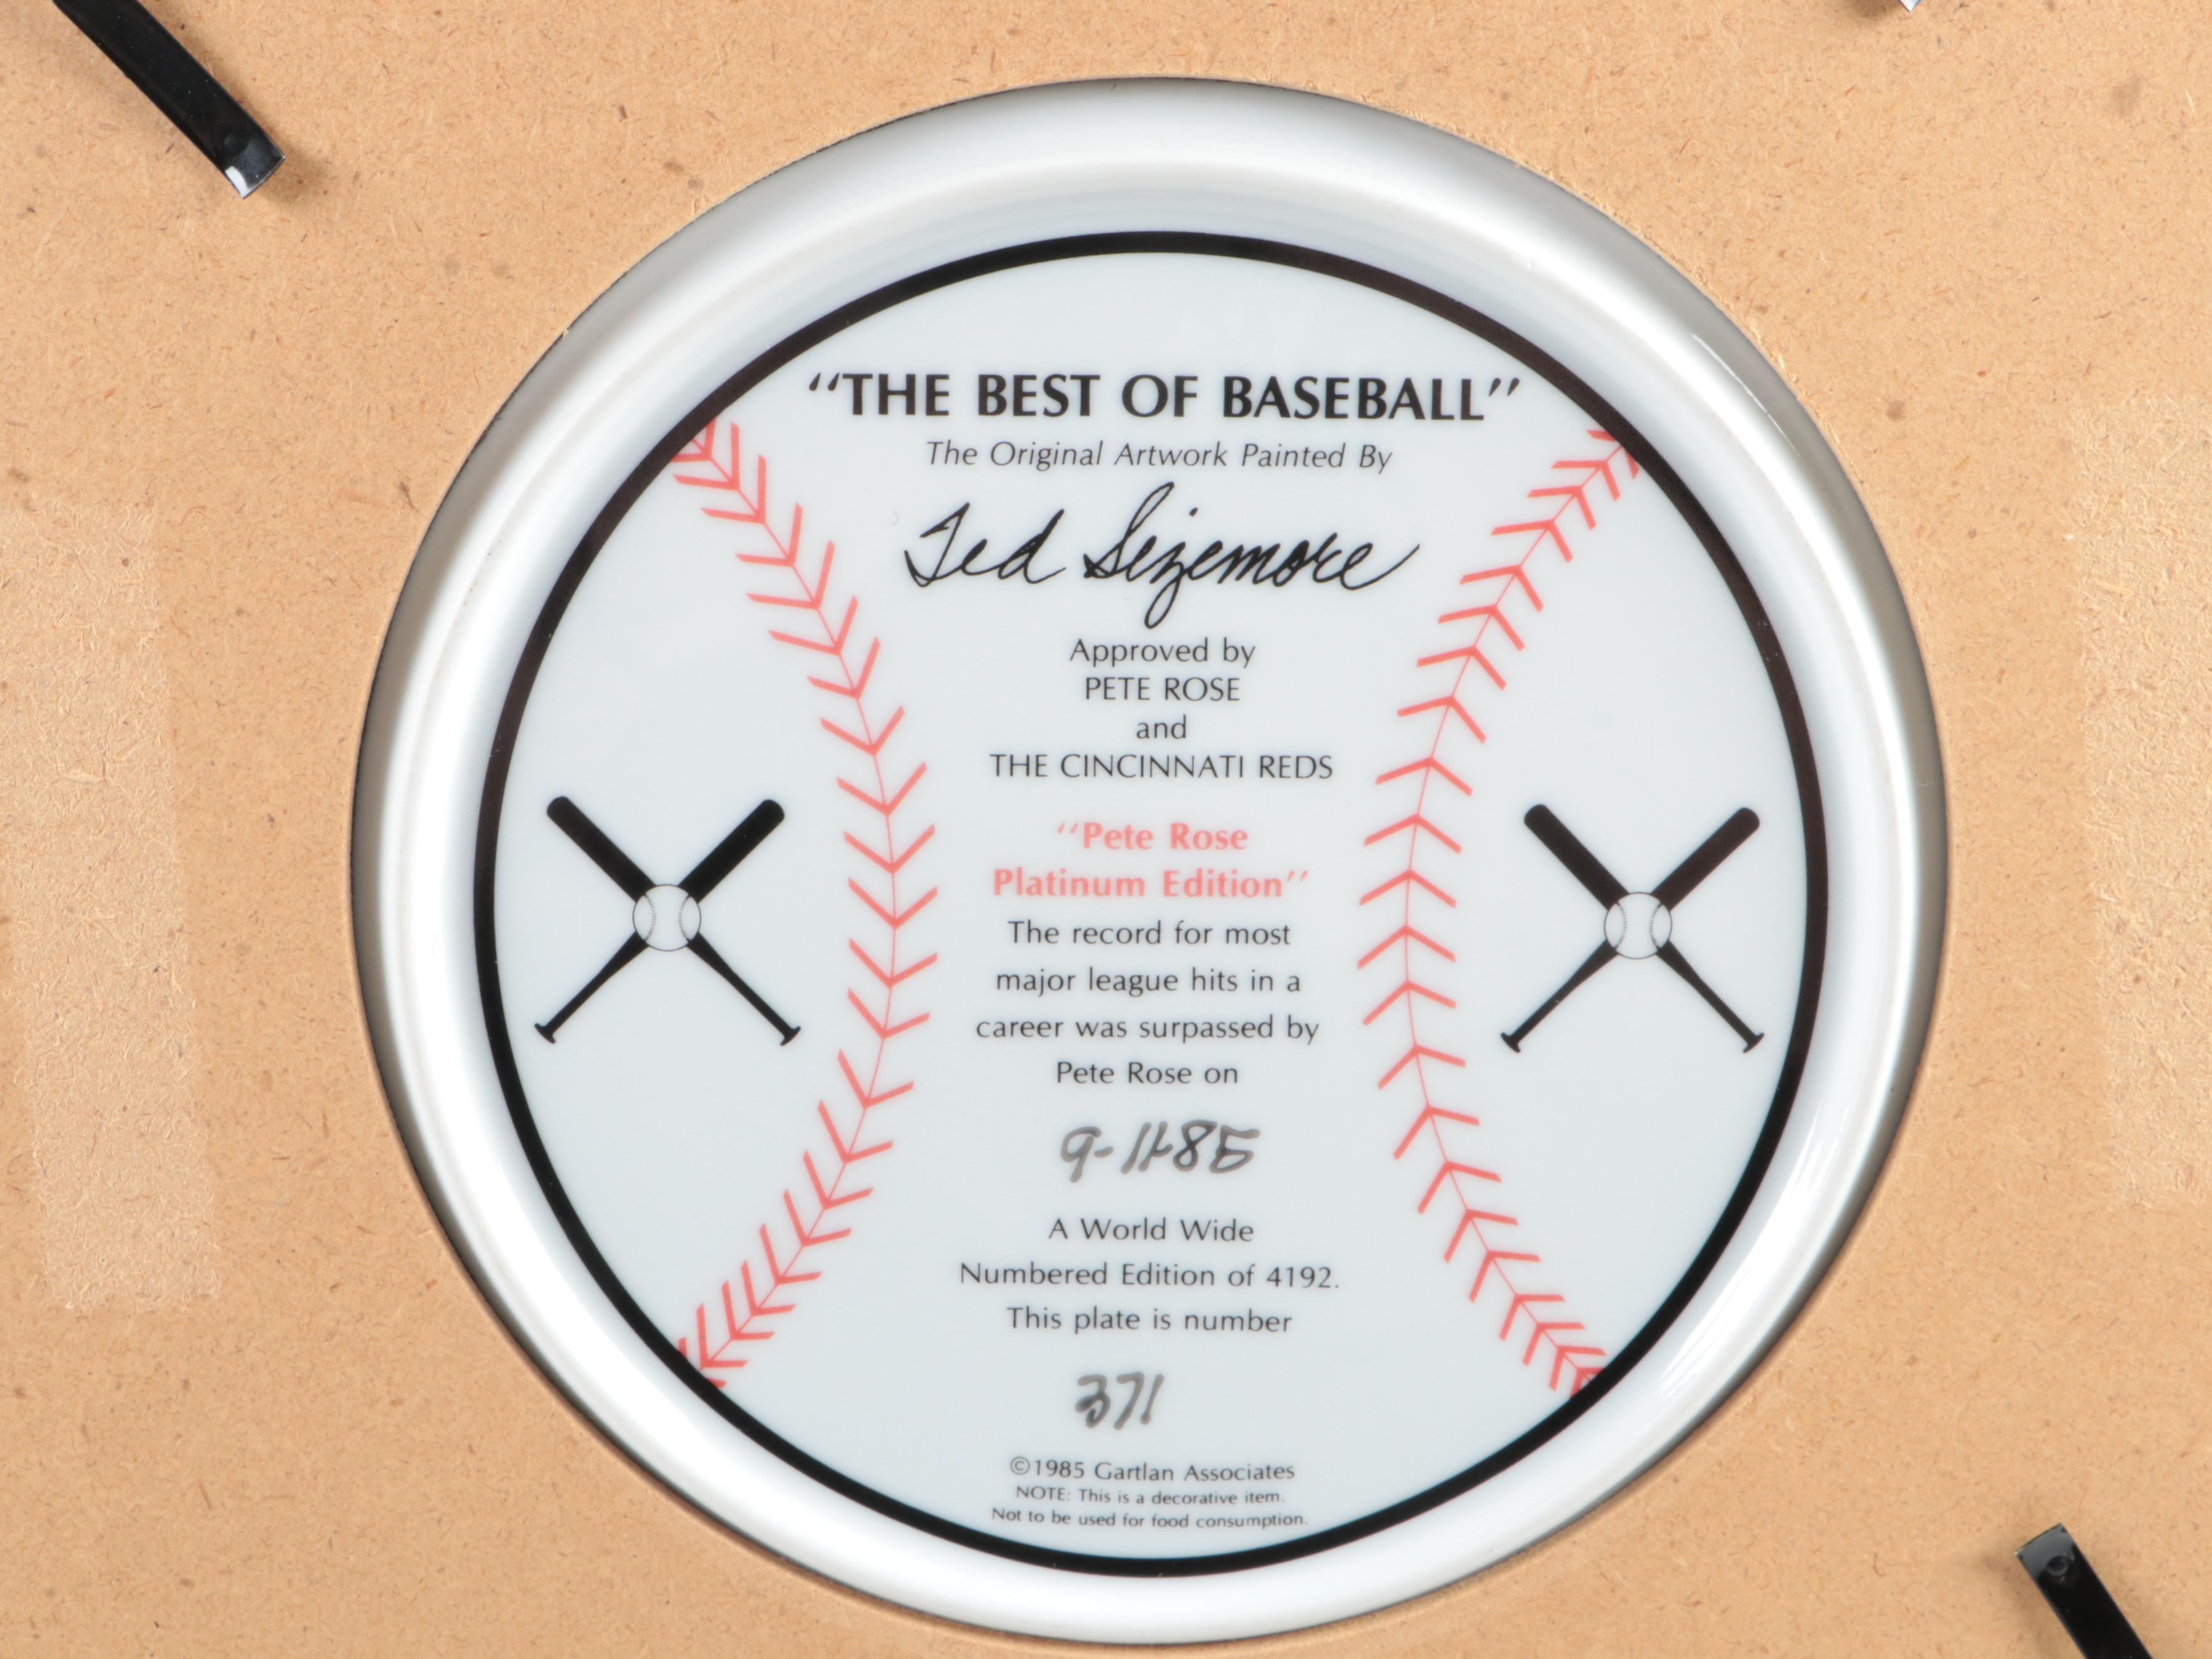 "THE BEST OF BASEBALL"
The Original Artwork Painted By
Ted Sizemore
Approved by
PETE ROSE
and
THE CINCINNATI REDS
"Pete Rose
Platinum Edition"
The record for most
major league hits in a
career was surpassed by
Pete Rose on
9-11-85
A World Wide
Numbered Edition of 4192.
This plate is number
371
©1985 Gartlan Associates
NOTE: This is a decorative item.
Not to be used for food consumption.